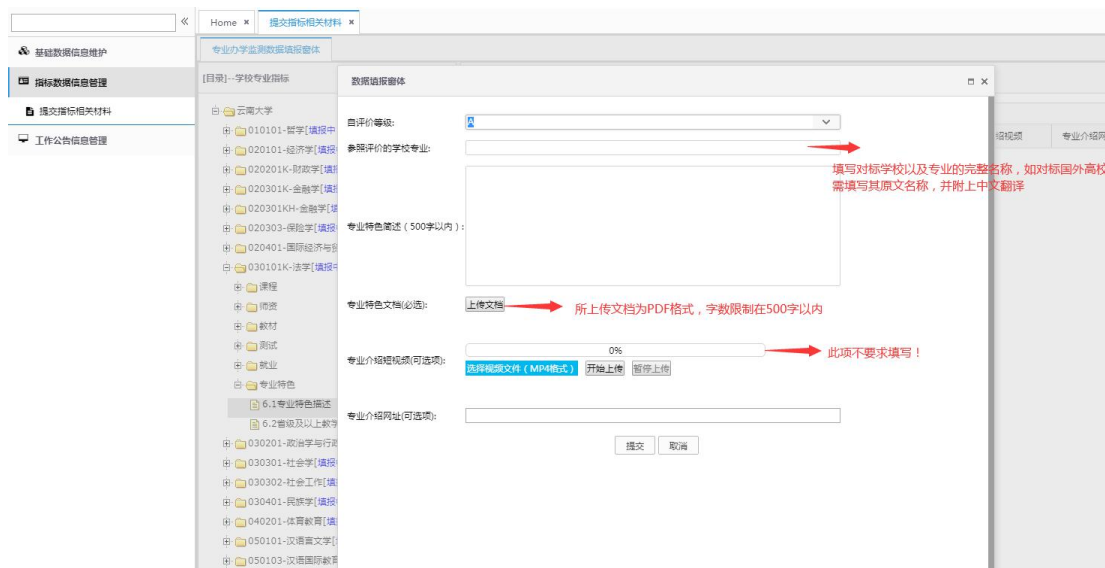 Home ×
提交指标相关材料 ×
基础数据信息维护
指标数据信息管理
提交指标相关材料
工作公告信息管理
专业办学监测数据填报窗体
[目录]--学校专业指标
云南大学
010101-哲学[填报中
020101-经济学[填报
020201K-财政学[填报
020301K-金融学[填报
020301KH-金融学[填
020303-保险学[填报
020401-国际经济与贸
030101K-法学[填报中
课程
师资
教材
测试
就业
专业特色
6.1专业特色描述
6.2省级及以上教学
030201-政治学与行政
030301-社会学[填报
030302-社会工作[填
030401-民族学[填报
040201-体育教育[填报
050101-汉语言文学[
050103-汉语国际教育
数据填报窗体
自评价等级:
A
参照评价的学校专业:
填写对标学校以及专业的完整名称，如对标国外高校
需填写其原文名称，并附上中文翻译
专业特色简述（500字以内）:
专业特色文档(必选):
上传文档
所上传文档为PDF格式，字数限制在500字以内
0%
专业介绍短视频(可选项):
选择视频文件（MP4格式）
开始上传
暂停上传
此项不要求填写！
专业介绍网址(可选项):
提交
取消
绍视频
专业介绍网